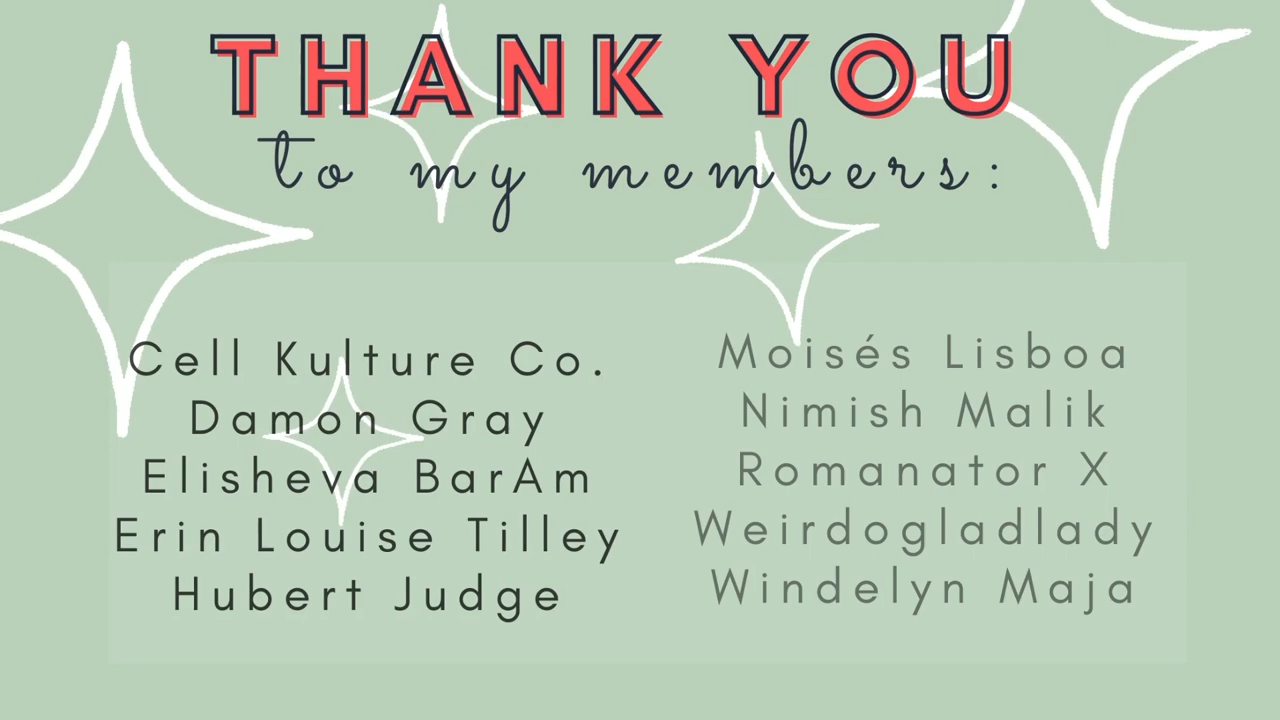 THANK YOU
to my members:
Cell Kulture Co.
Damon Gray
Elisheva BarAm
Erin Louise Tilley
Hubert Judge
Moisés Lisboa
Nimish Malik
Romanator X
Weirdogladlady
Windelyn Maja